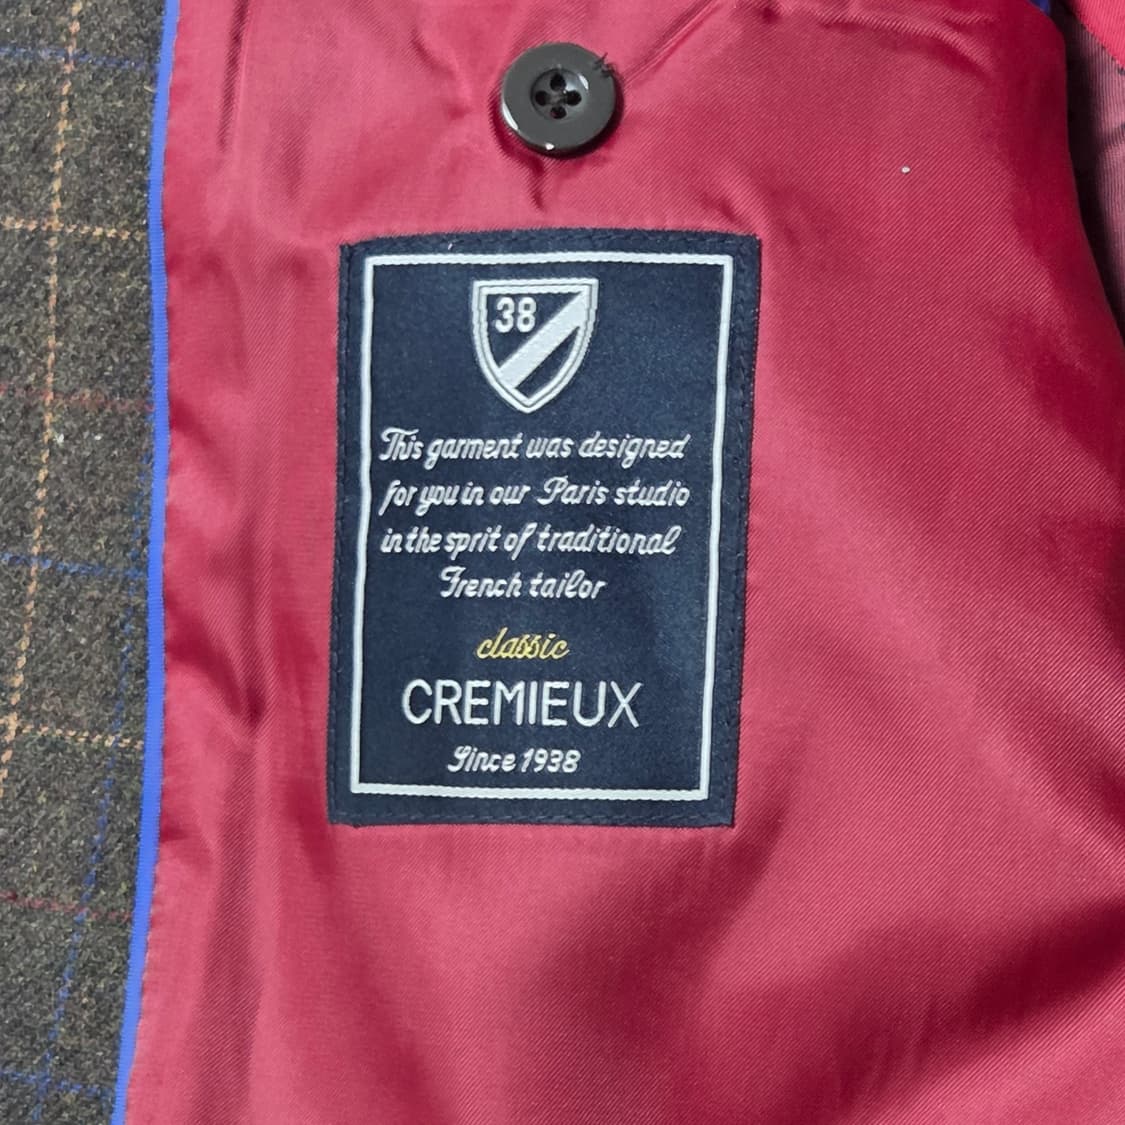 38
This garment was designed
for you in our Paris studio
in the sprit of traditional
French tailor
classic
CREMIEUX
Since 1938